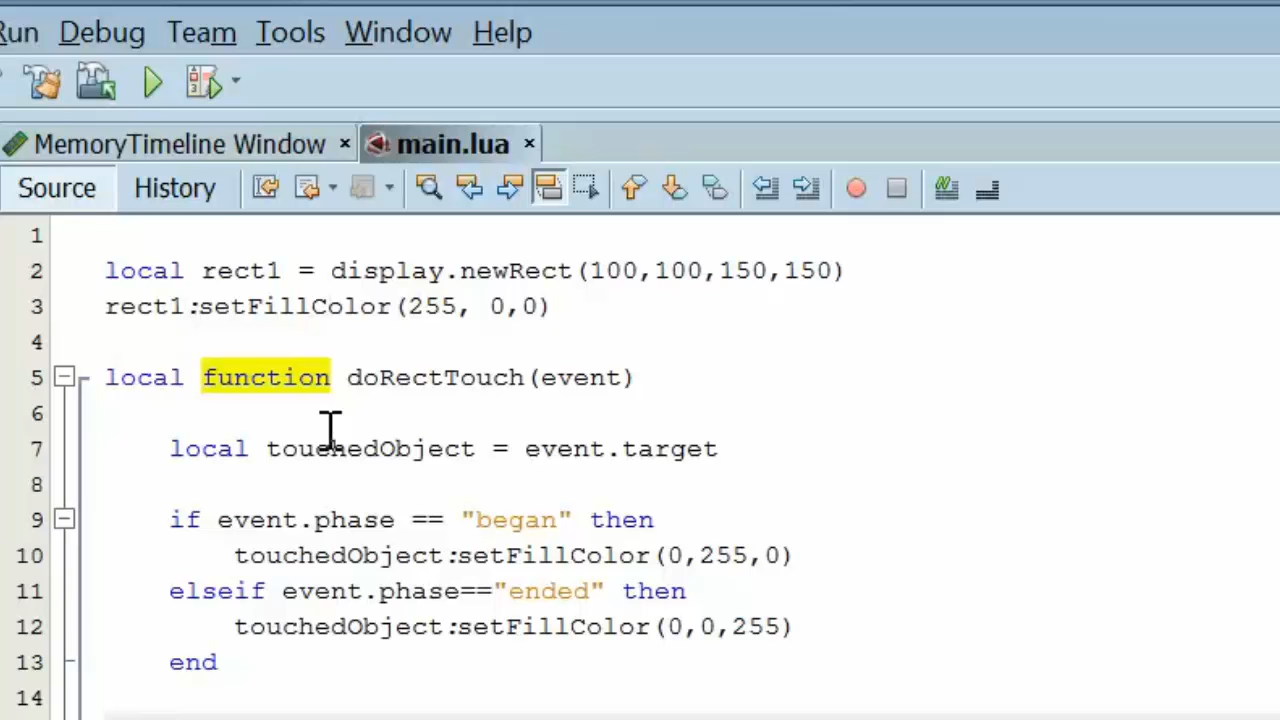 Run Debug Team Tools Window Help
MemoryTimeline Window × main.lua ×
Source History
1
2 local rect1 = display.newRect(100,100,150,150)
3 rect1:setFillColor(255, 0,0)
4
5 local function doRectTouch(event)
6
7 local touchedObject = event.target
8
9 if event.phase == "began" then
10 touchedObject:setFillColor(0,255,0)
11 elseif event.phase=="ended" then
12 touchedObject:setFillColor(0,0,255)
13 end
14